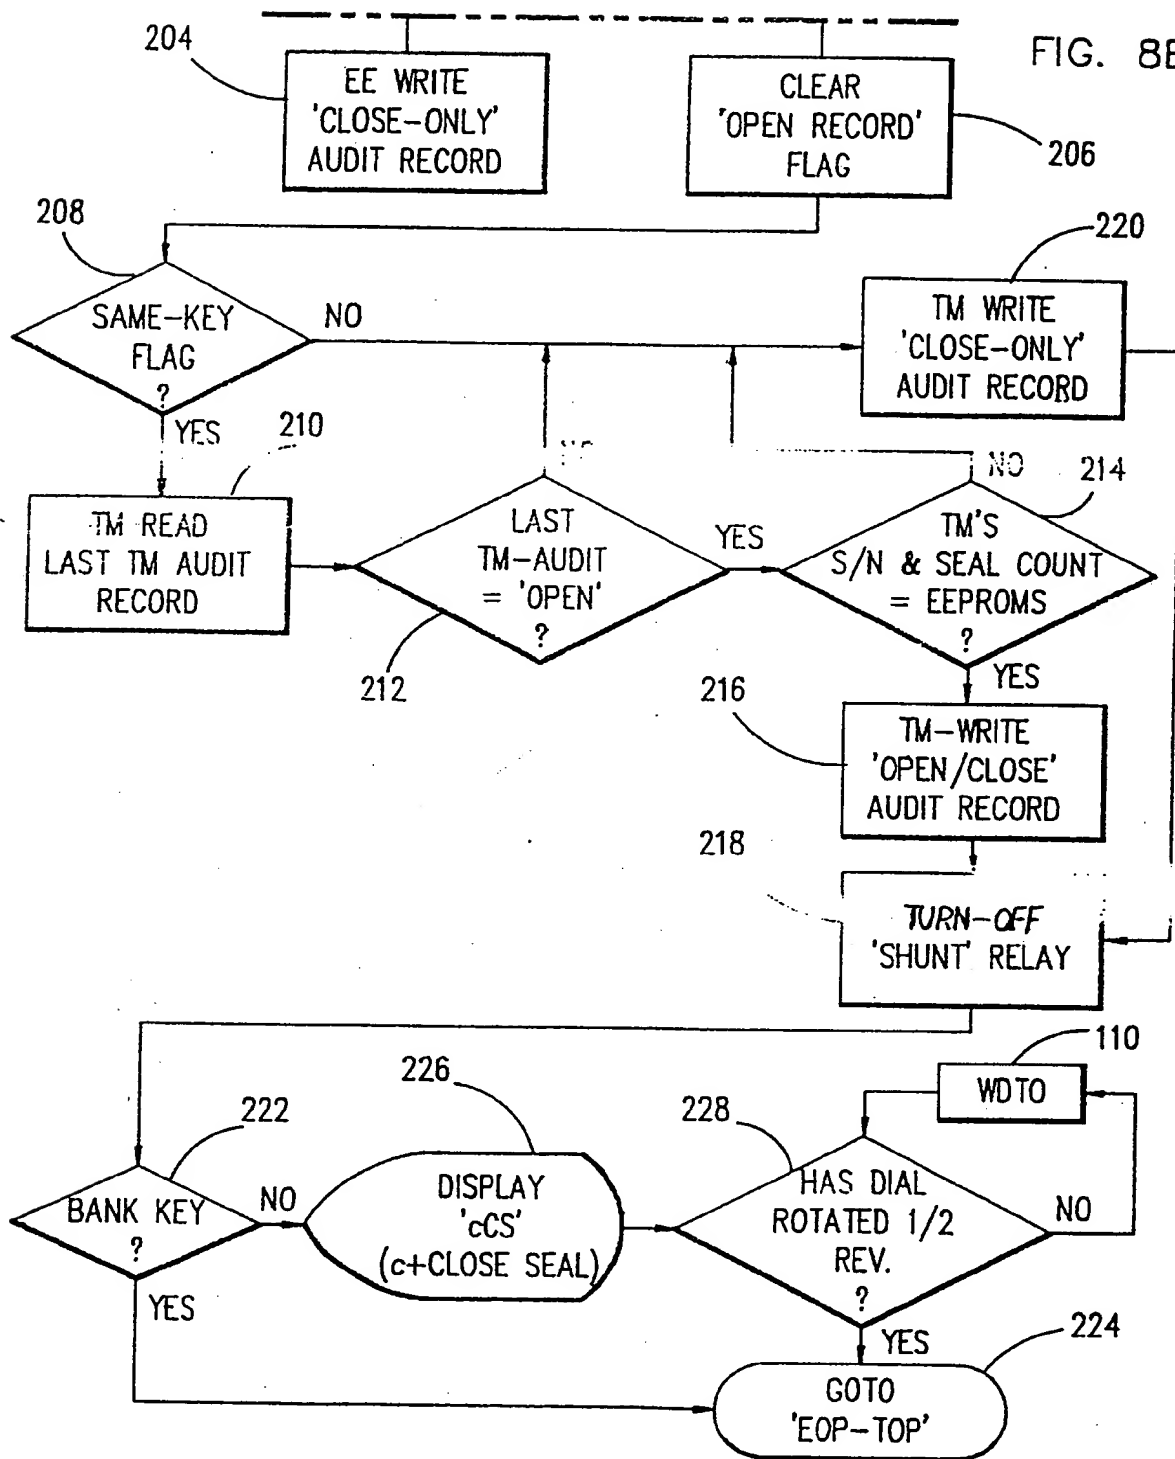 FIG. 8B
204
EE WRITE
'CLOSE-ONLY'
AUDIT RECORD
CLEAR
'OPEN RECORD'
FLAG
206
208
SAME-KEY
FLAG
?
NO
YES
220
TM WRITE
'CLOSE-ONLY'
AUDIT RECORD
210
TM READ
LAST TM AUDIT
RECORD
LAST
TM-AUDIT
= 'OPEN'
?
212
YES
NO
214
TM'S
S/N & SEAL COUNT
= EEPROMS
?
YES
216
TM-WRITE
'OPEN/CLOSE'
AUDIT RECORD
218
TURN-OFF
'SHUNT' RELAY
110
WDTO
222
BANK KEY
?
NO
YES
226
DISPLAY
'cCS'
(c+CLOSE SEAL)
228
HAS DIAL
ROTATED 1/2
REV.
?
NO
YES
224
GOTO
'EOP-TOP'